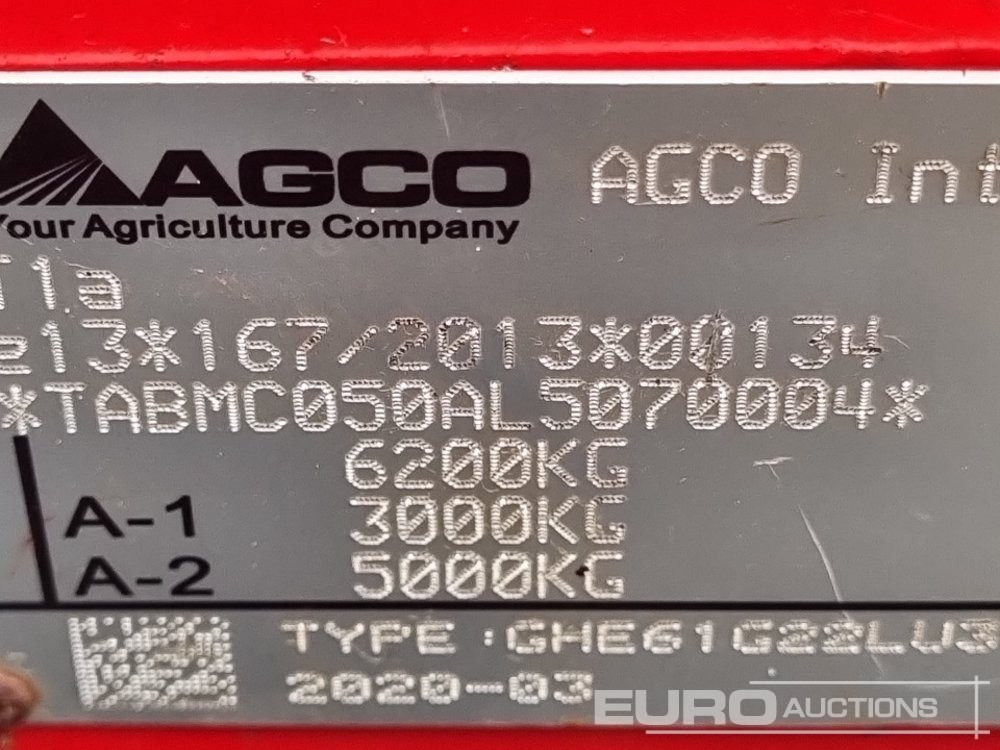 AGCO AGCO Int
Your Agriculture Company
T1a
e13*167/2013*00134
*TABMC050AL5070004*
6200KG
A-1 3000KG
A-2 5000KG
TYPE :GHE61G22LV3
2020-03
EURO AUCTIONS